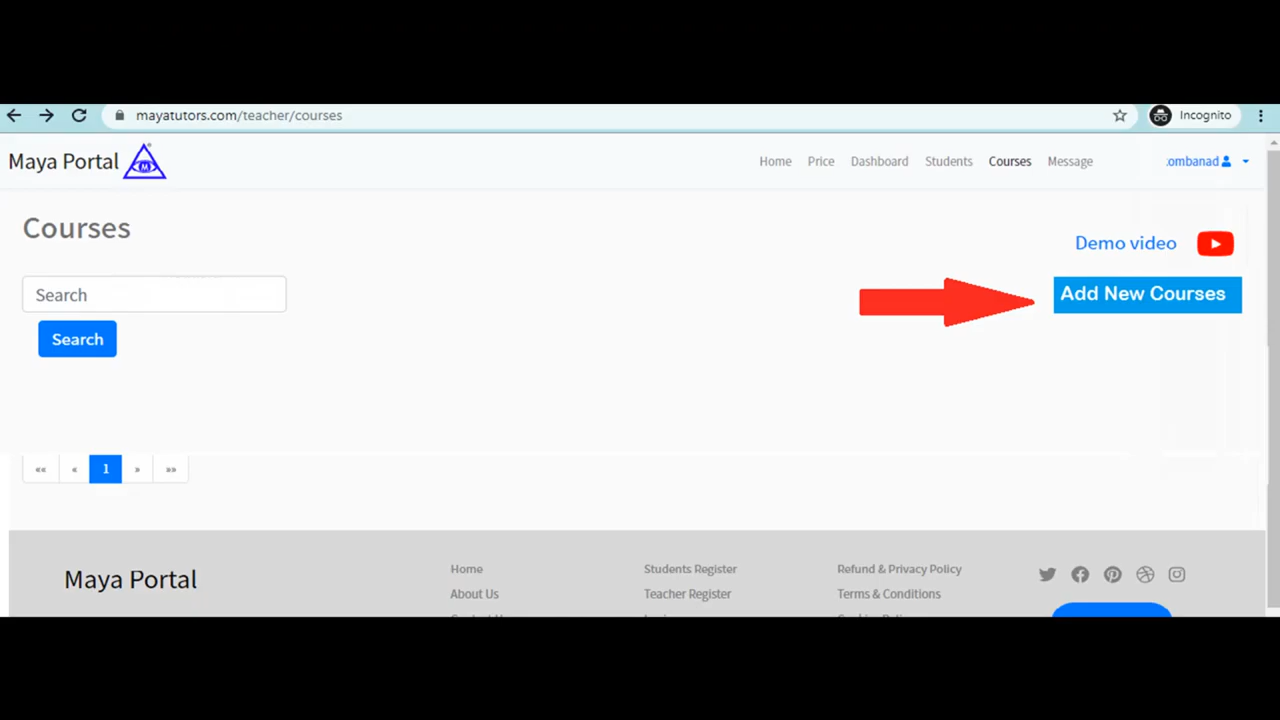 mayatutors.com/teacher/courses
Incognito
Maya Portal M
Home Price Dashboard Students Courses Message
ombanad
Courses
Demo video
Search
Add New Courses
Search
«« « 1 » »»
Maya Portal
Home
About Us
Students Register
Teacher Register
Refund & Privacy Policy
Terms & Conditions